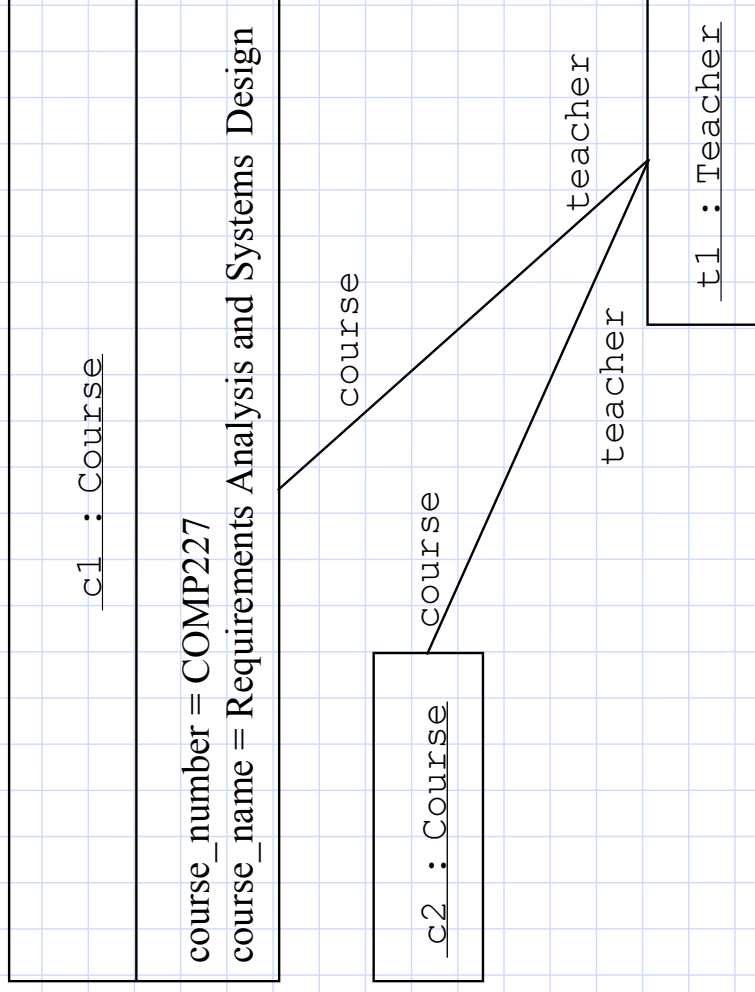 c1 : Course
course_number = COMP227
course_name = Requirements Analysis and Systems Design
course
teacher
course
teacher
c2 : Course
t1 : Teacher